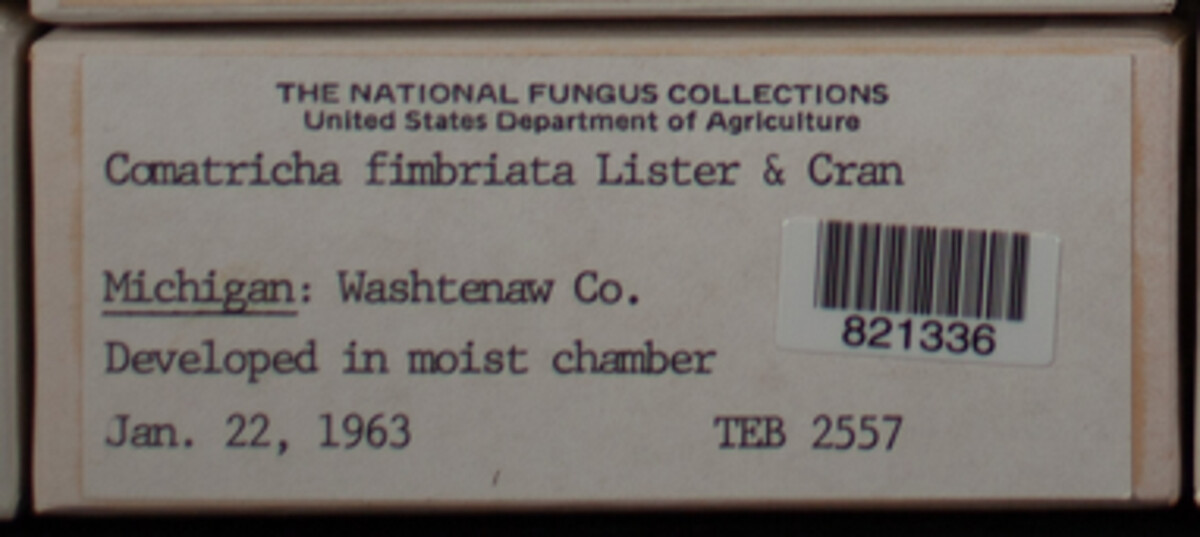 THE NATIONAL FUNGUS COLLECTIONS
United States Department of Agriculture
Comatricha fimbriata Lister & Cran
Michigan: Washtenaw Co.
821336
Developed in moist chamber
Jan. 22, 1963 TEB 2557